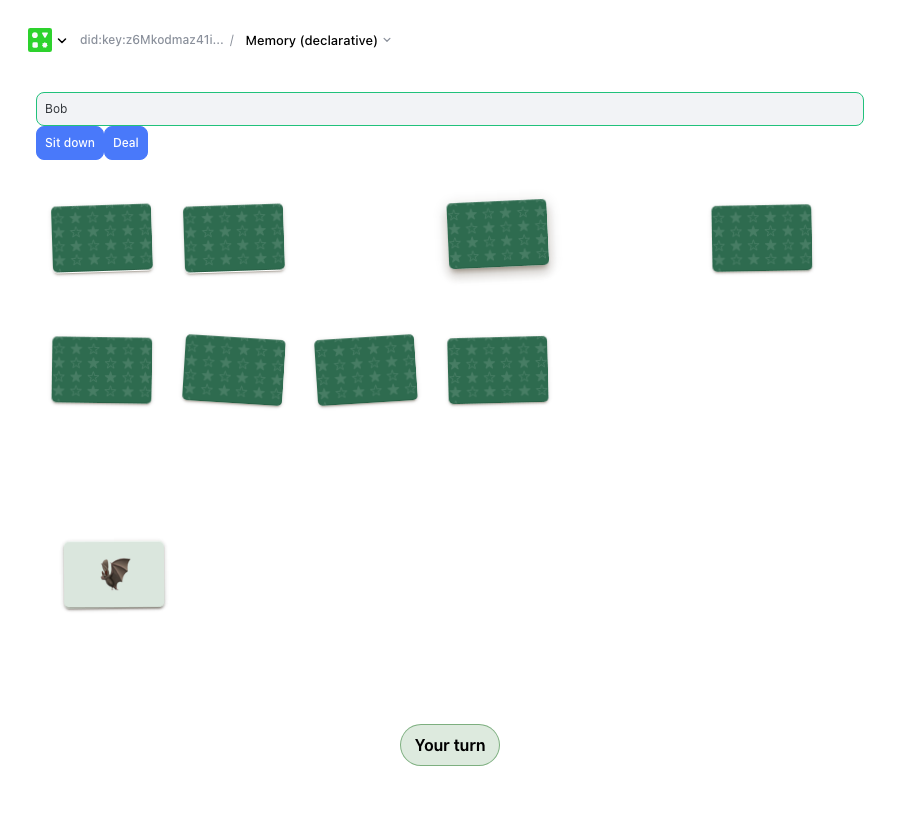 did:key:z6Mkodmaz41i... / Memory (declarative)
Bob
Sit down Deal
Your turn